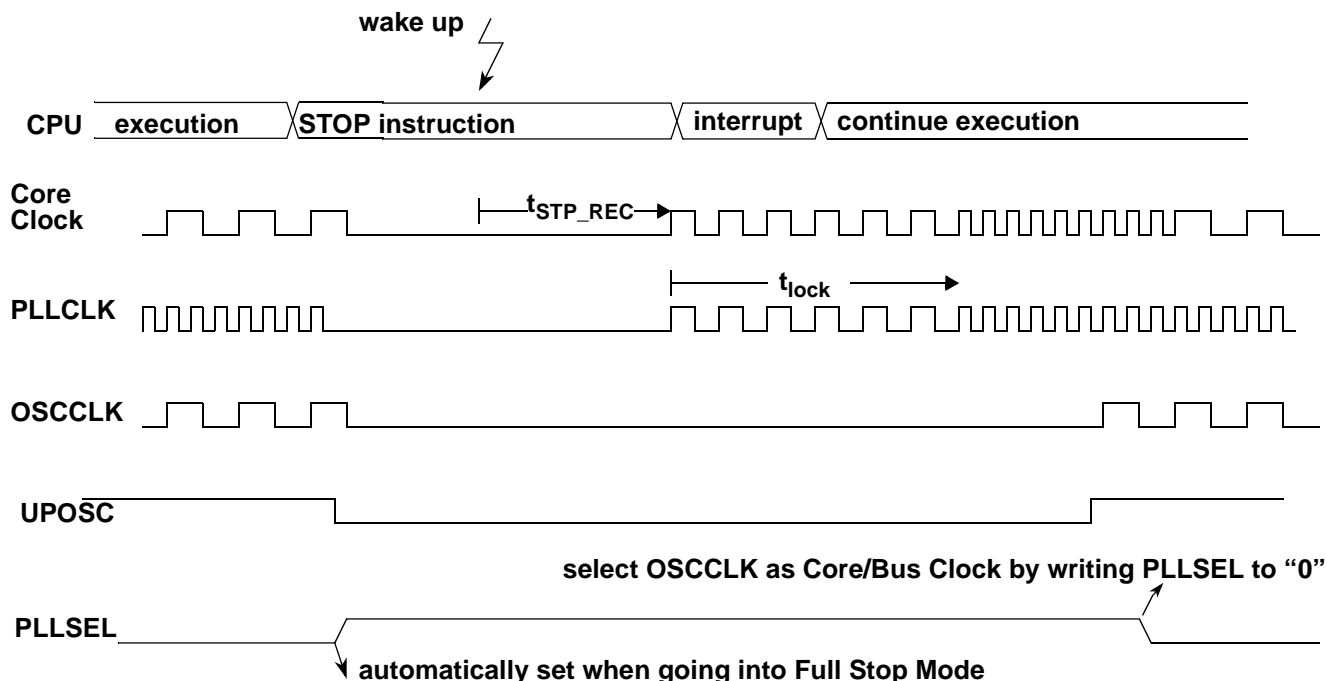 wake up
CPU execution STOP instruction interrupt continue execution
Core
Clock
tSTP_REC
tlock
PLLCLK
OSCCLK
UPOSC
select OSCCLK as Core/Bus Clock by writing PLLSEL to “0”
PLLSEL
automatically set when going into Full Stop Mode